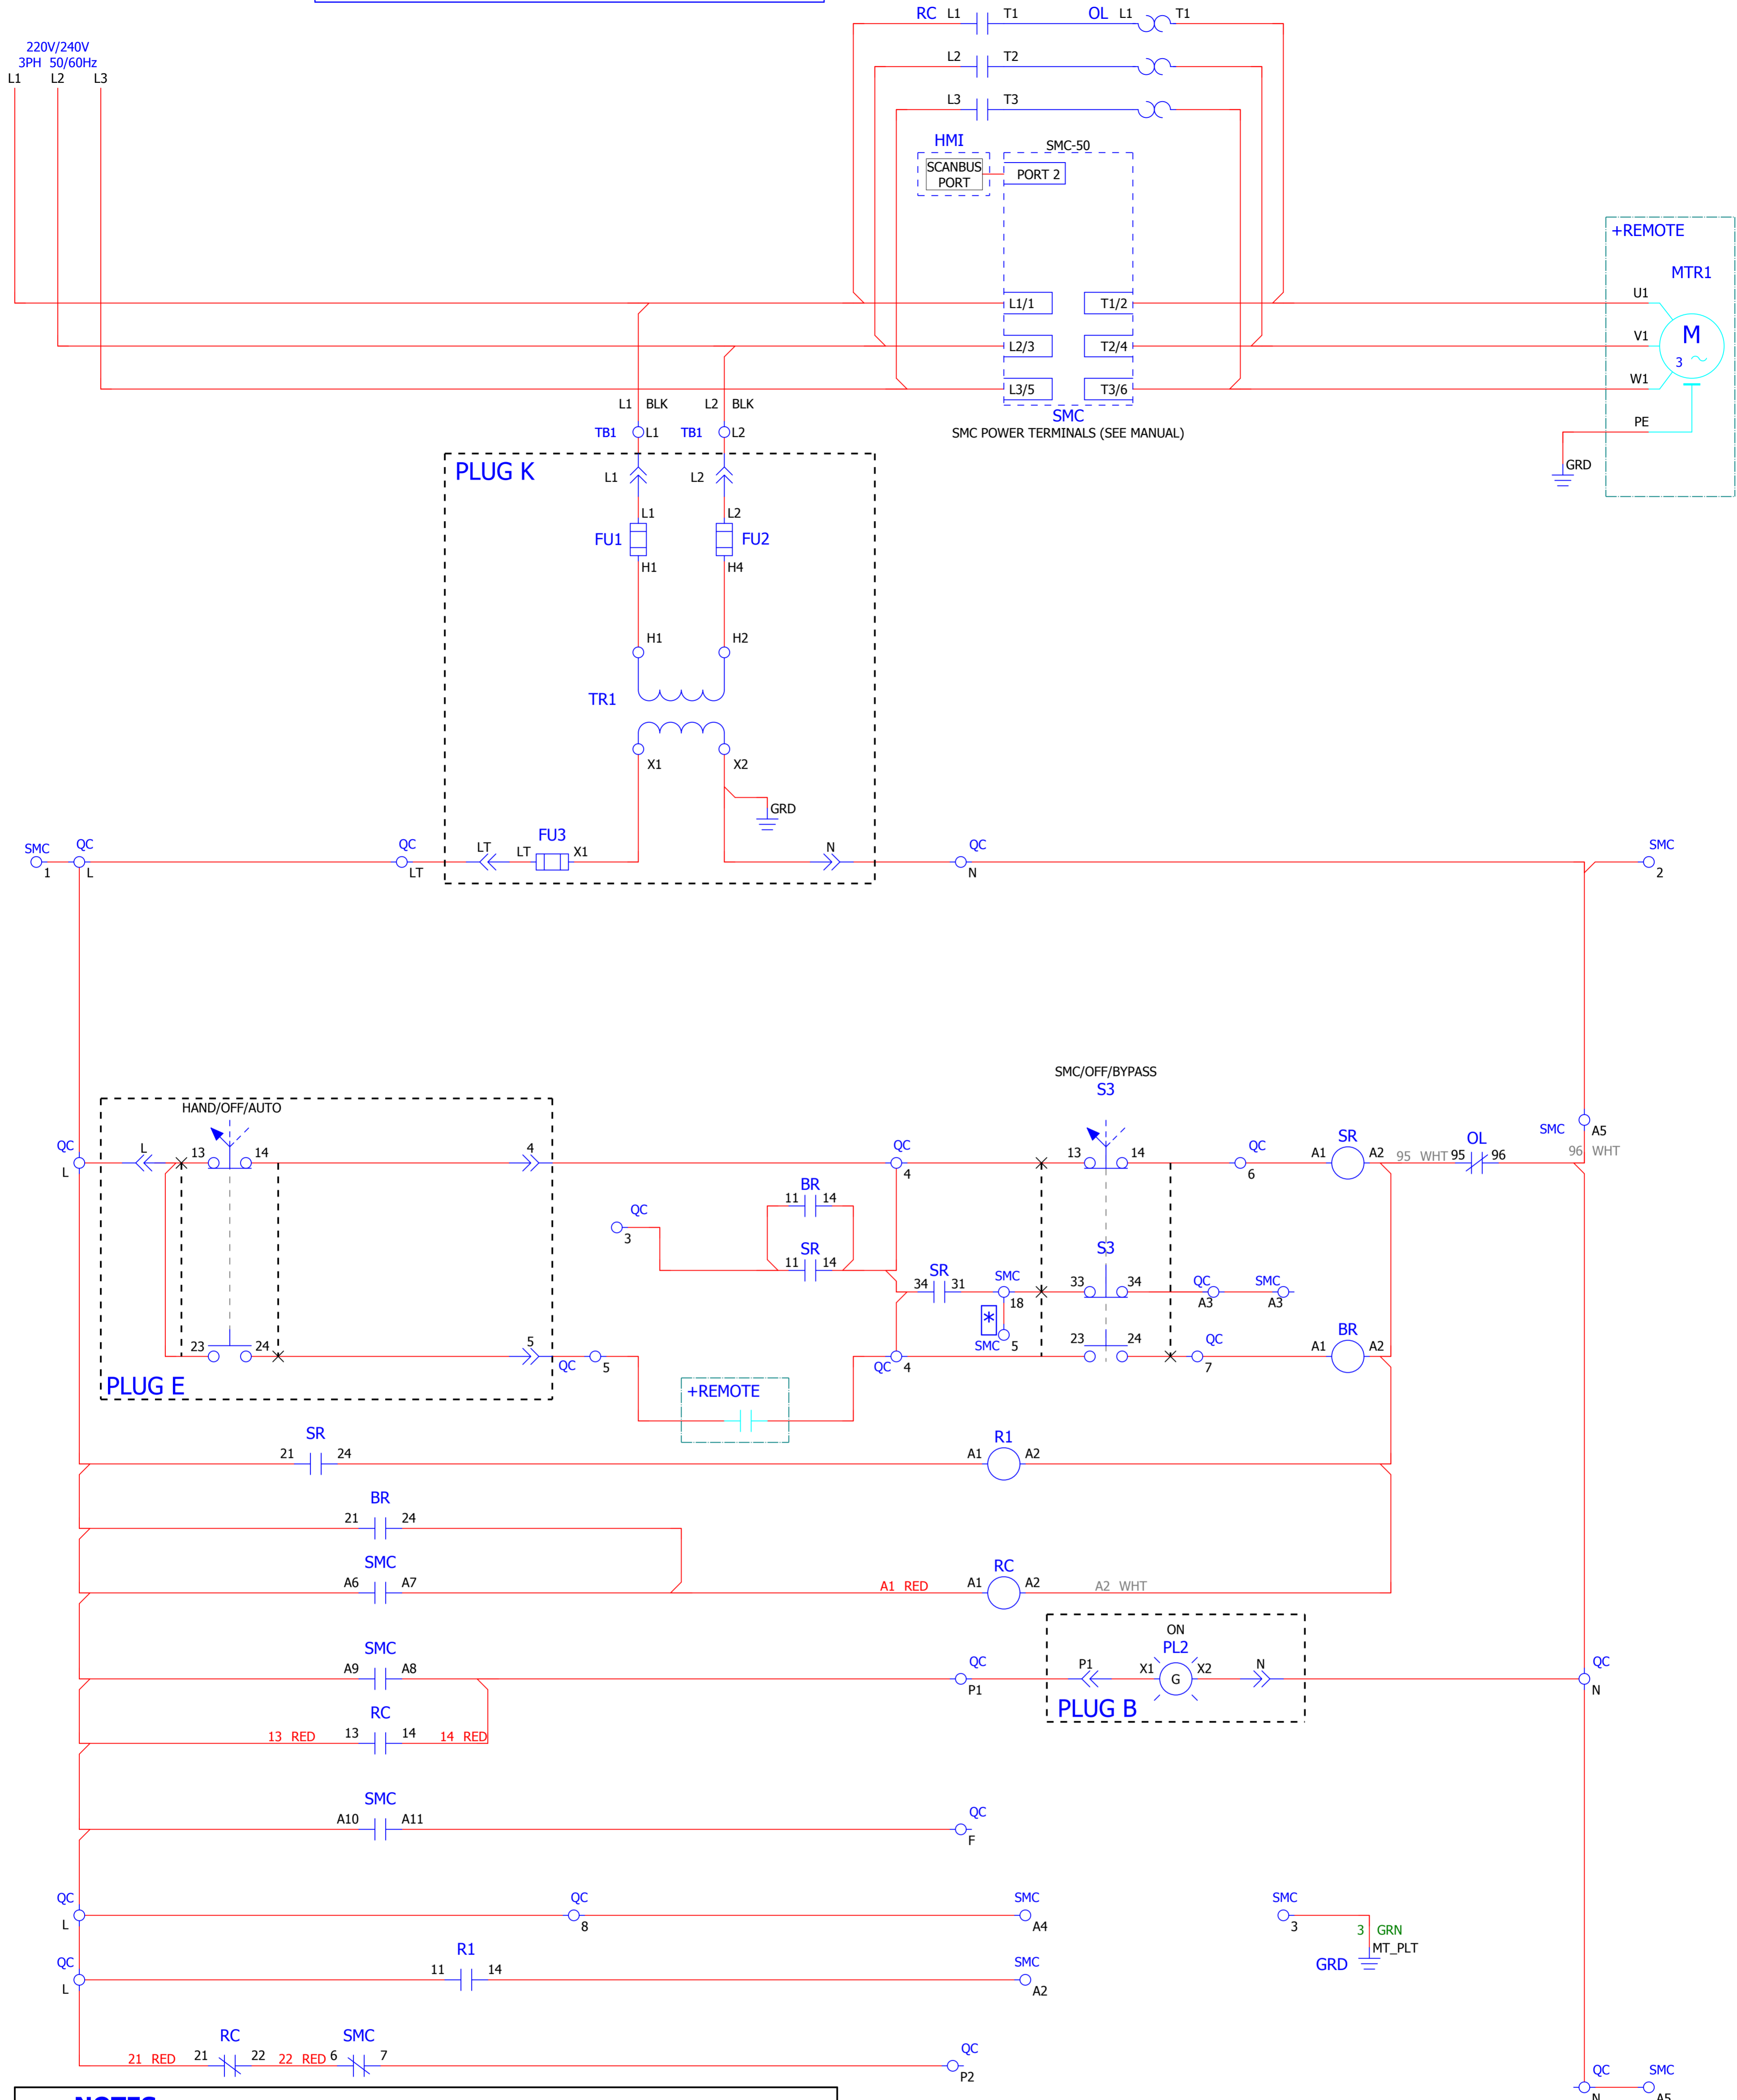 RC L1 T1 OL L1 T1
220V/240V
3PH 50/60Hz
L1 L2 L3
L2 T2
L3 T3
HMI
SMC-50
SCANBUS
PORT
PORT 2
+REMOTE
MTR1
L1/1 T1/2 U1
L2/3 T2/4 V1 M
3
L3/5 T3/6 W1
L1 BLK L2 BLK
SMC
SMC POWER TERMINALS (SEE MANUAL)
PE
TB1 L1 TB1 L2
GRD
PLUG K
L1 L2
L1 L2
FU1 FU2
H1 H4
H1 H2
TR1
X1 X2
GRD
SMC QC QC LT LT FU3 X1 N QC SMC
1 L LT N 2
SMC/OFF/BYPASS
S3
HAND/OFF/AUTO
QC L 13 14 4 QC 13 14 QC SR OL SMC A5
L 4 6 A1 A2 95 WHT 95 96 96 WHT
BR
11 14
QC
3
SR
11 14
S3
SR
34 31 SMC 33 34 QC SMC
18 A3 A3
*
SMC 5
23 24 5 QC 5 QC 4 23 24 QC 7 BR A1 A2
PLUG E
+REMOTE
SR
21 24
R1
A1 A2
BR
21 24
SMC
A6 A7
RC
A1 RED A1 A2 A2 WHT
ON
PL2
SMC
A9 A8 QC P1 P1 X1 G X2 N QC N
PLUG B
RC
13 RED 13 14 14 RED
SMC
A10 A11 QC F
QC QC SMC SMC
L 8 A4 3
3 GRN
MT_PLT
GRD
QC R1 SMC
L 11 14 A2
RC SMC
21 RED 21 22 22 RED 6 7 QC P2
QC SMC
N A5
NOTES